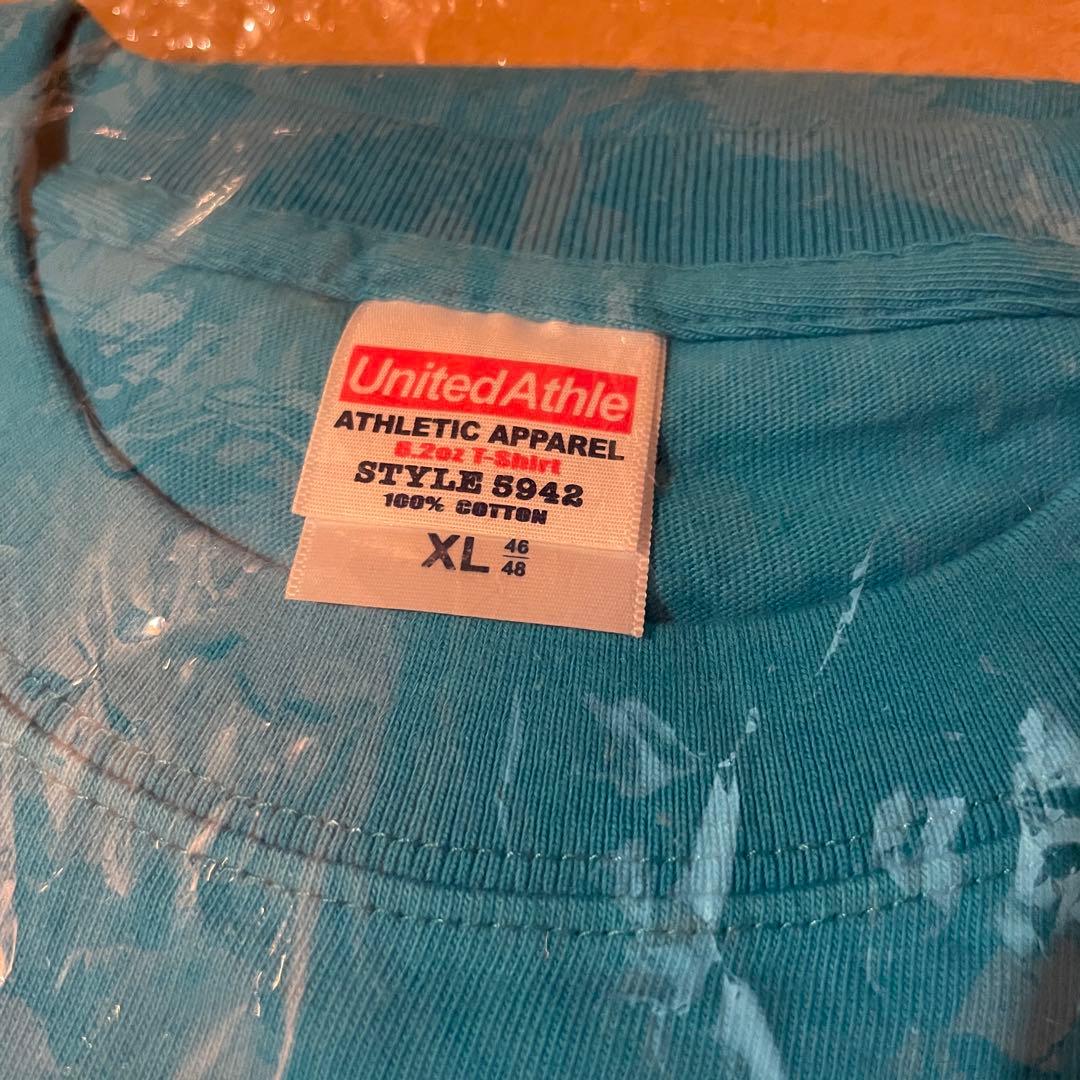 UnitedAthle
ATHLETIC APPAREL
6.2oz T-Shirt
STYLE 5942
100% COTTON
XL 46
48